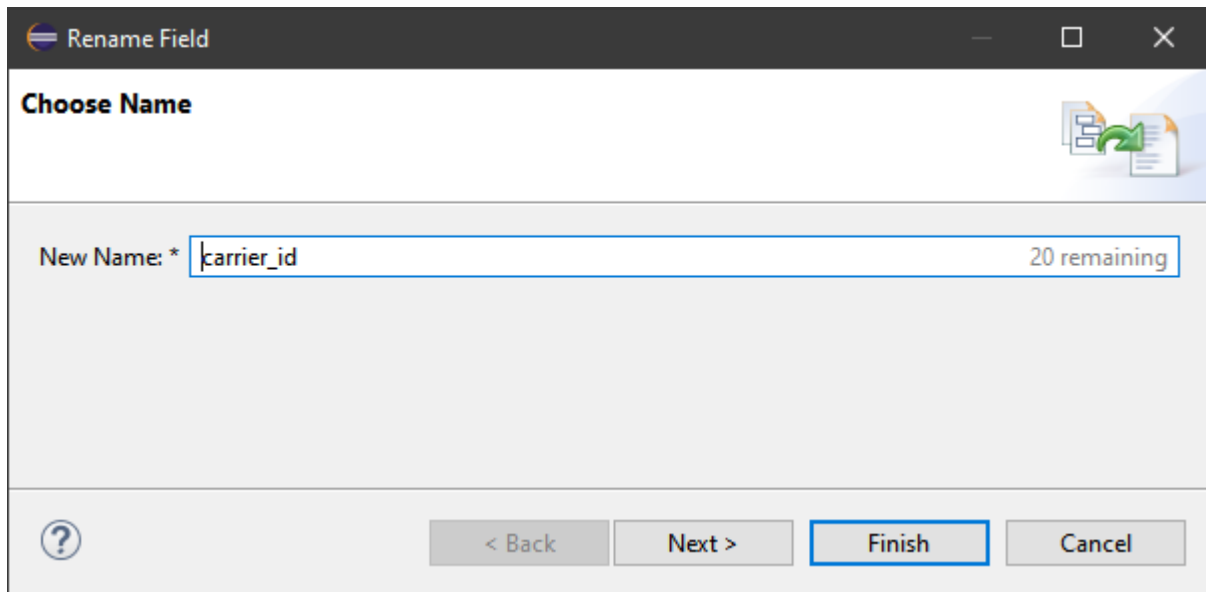 Rename Field
Choose Name
New Name: * carrier_id 20 remaining
< Back Next > Finish Cancel